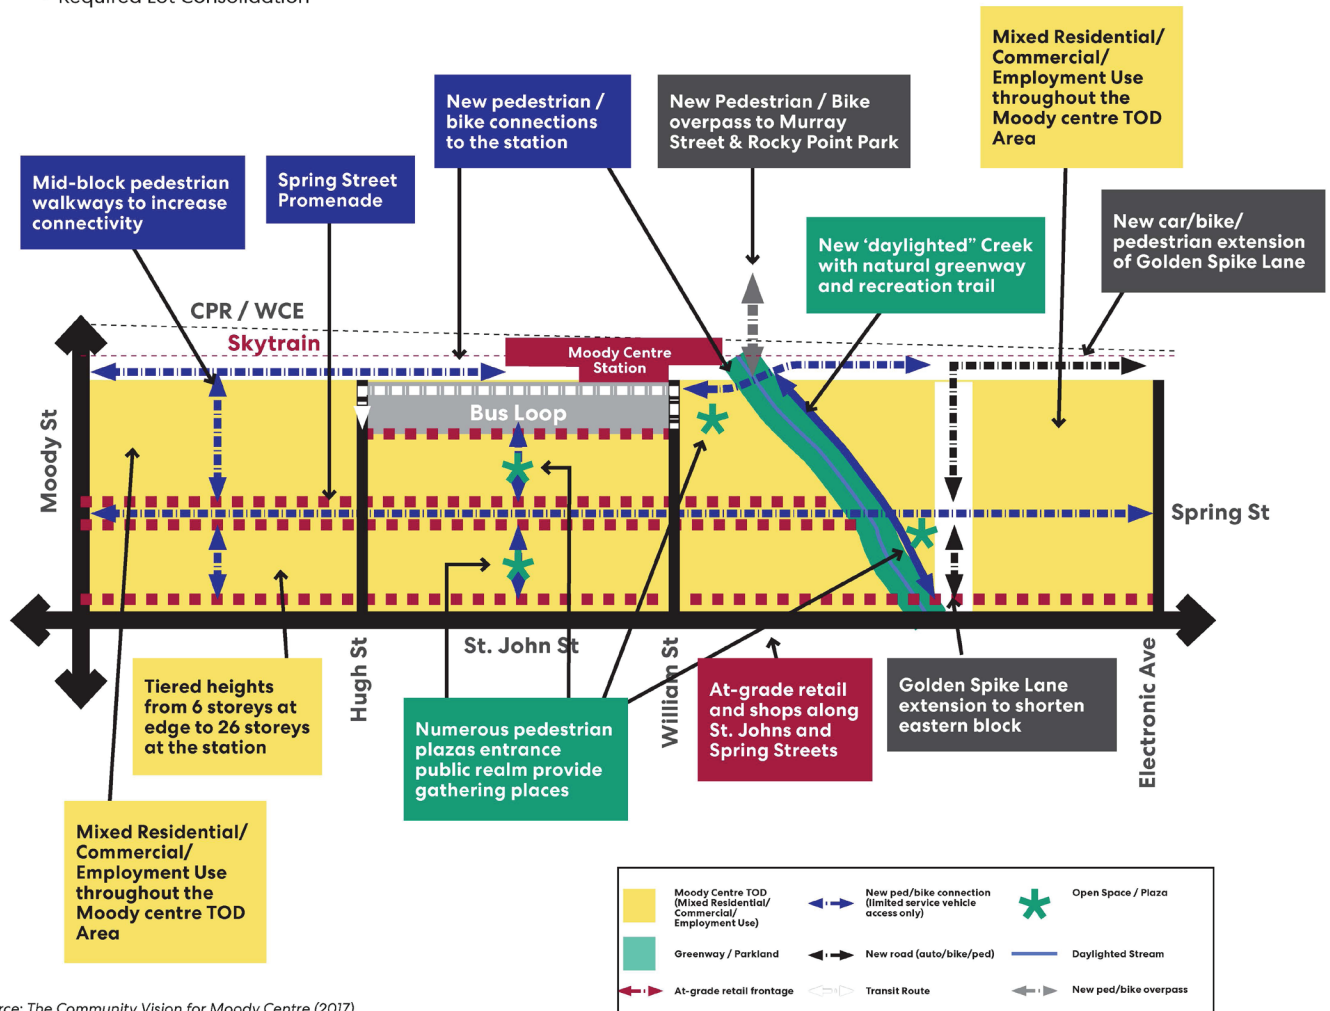 Required Lot Consolidation
Mixed Residential/
Commercial/
Employment Use
throughout the
Moody centre TOD
Area
New pedestrian /
bike connections
to the station
New Pedestrian / Bike
overpass to Murray
Street & Rocky Point Park
Mid-block pedestrian
walkways to increase
connectivity
Spring Street
Promenade
New 'daylighted" Creek
with natural greenway
and recreation trail
New car/bike/
pedestrian extension
of Golden Spike Lane
CPR / WCE
Skytrain
Moody Centre
Station
Bus Loop
Moody St
Spring St
Hugh St
St. John St
William St
Electronic Ave
Tiered heights
from 6 storeys at
edge to 26 storeys
at the station
Numerous pedestrian
plazas entrance
public realm provide
gathering places
At-grade retail
and shops along
St. Johns and
Spring Streets
Golden Spike Lane
extension to shorten
eastern block
Mixed Residential/
Commercial/
Employment Use
throughout the
Moody centre TOD
Area
Moody Centre TOD
(Mixed Residential/
Commercial/
Employment Use)
New ped/bike connection
(limited service vehicle
access only)
Open Space / Plaza
Greenway / Parkland
New road (auto/bike/ped)
Daylighted Stream
At-grade retail frontage
Transit Route
New ped/bike overpass
rce: The Community Vision for Moody Centre (2017)